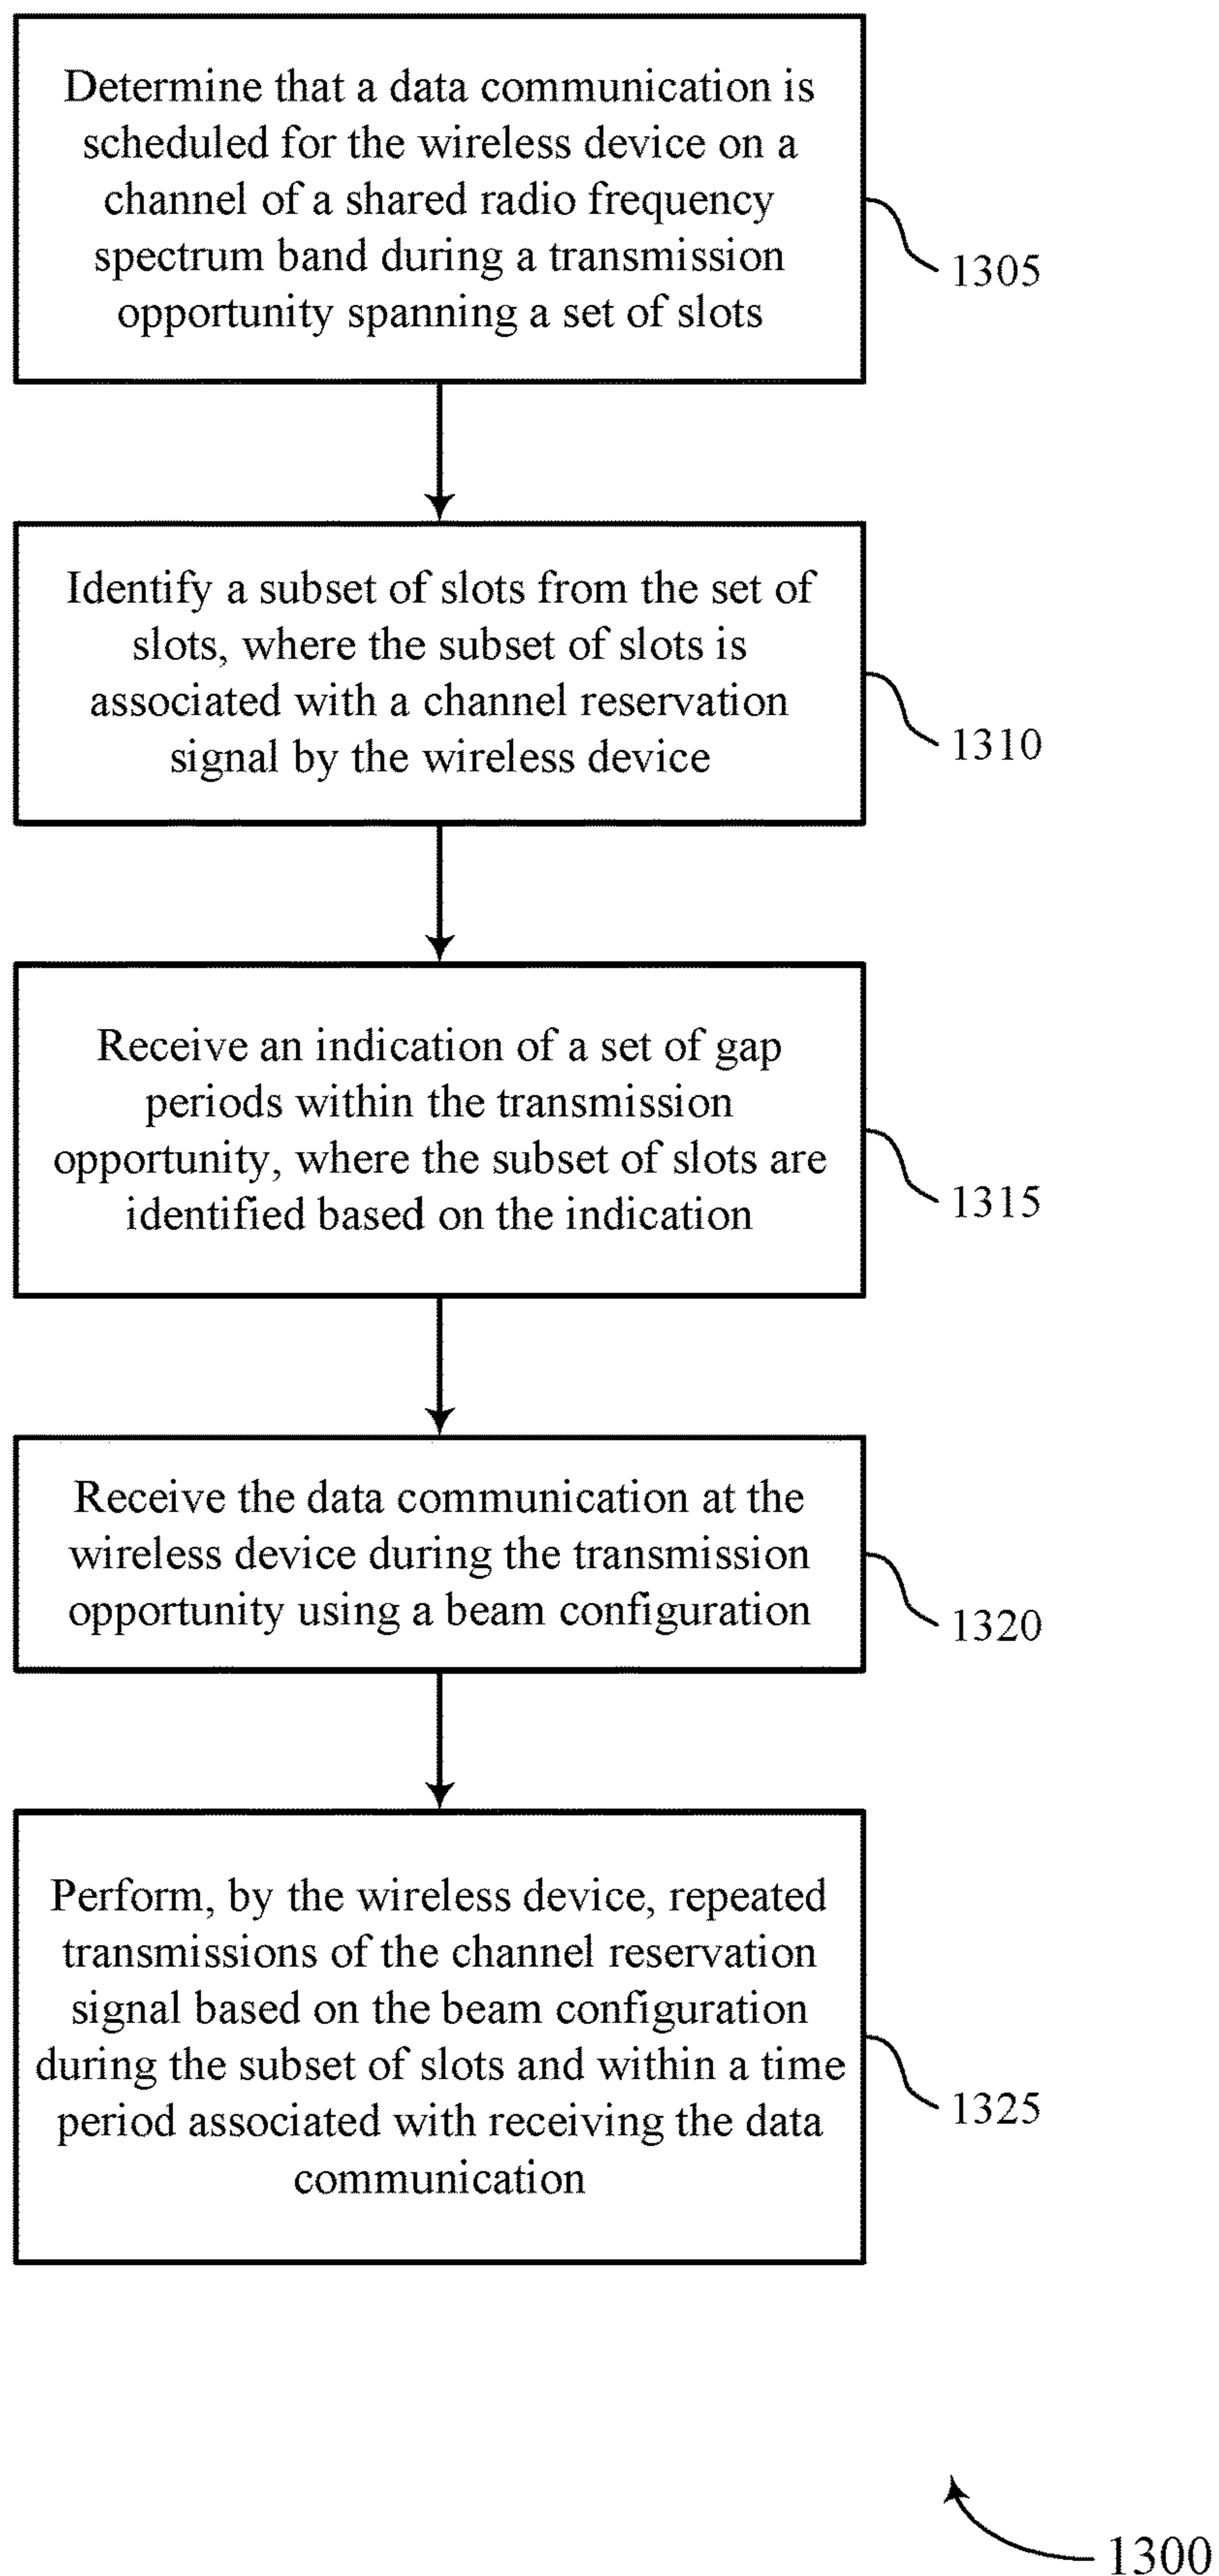 Determine that a data communication is
scheduled for the wireless device on a
channel of a shared radio frequency
spectrum band during a transmission
opportunity spanning a set of slots
1305
Identify a subset of slots from the set of
slots, where the subset of slots is
associated with a channel reservation
signal by the wireless device
1310
Receive an indication of a set of gap
periods within the transmission
opportunity, where the subset of slots are
identified based on the indication
1315
Receive the data communication at the
wireless device during the transmission
opportunity using a beam configuration
1320
Perform, by the wireless device, repeated
transmissions of the channel reservation
signal based on the beam configuration
during the subset of slots and within a time
period associated with receiving the data
communication
1325
1300